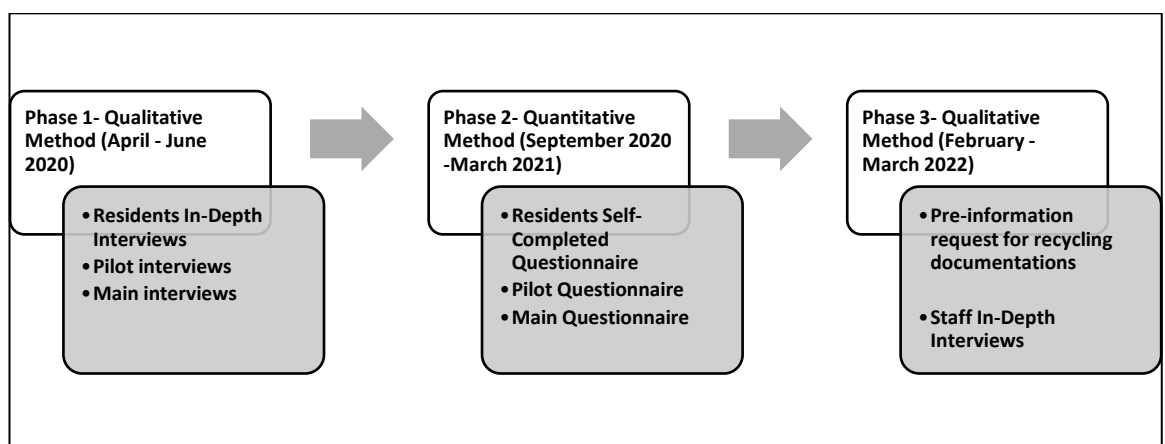 Phase 1- Qualitative
Method (April - June
2020)
•Residents In-Depth
Interviews
•Pilot interviews
•Main interviews
Phase 2- Quantitative
Method (September 2020
-March 2021)
•Residents Self-
Completed
Questionnaire
•Pilot Questionnaire
•Main Questionnaire
Phase 3- Qualitative
Method (February -
March 2022)
•Pre-information
request for recycling
documentations
•Staff In-Depth
Interviews